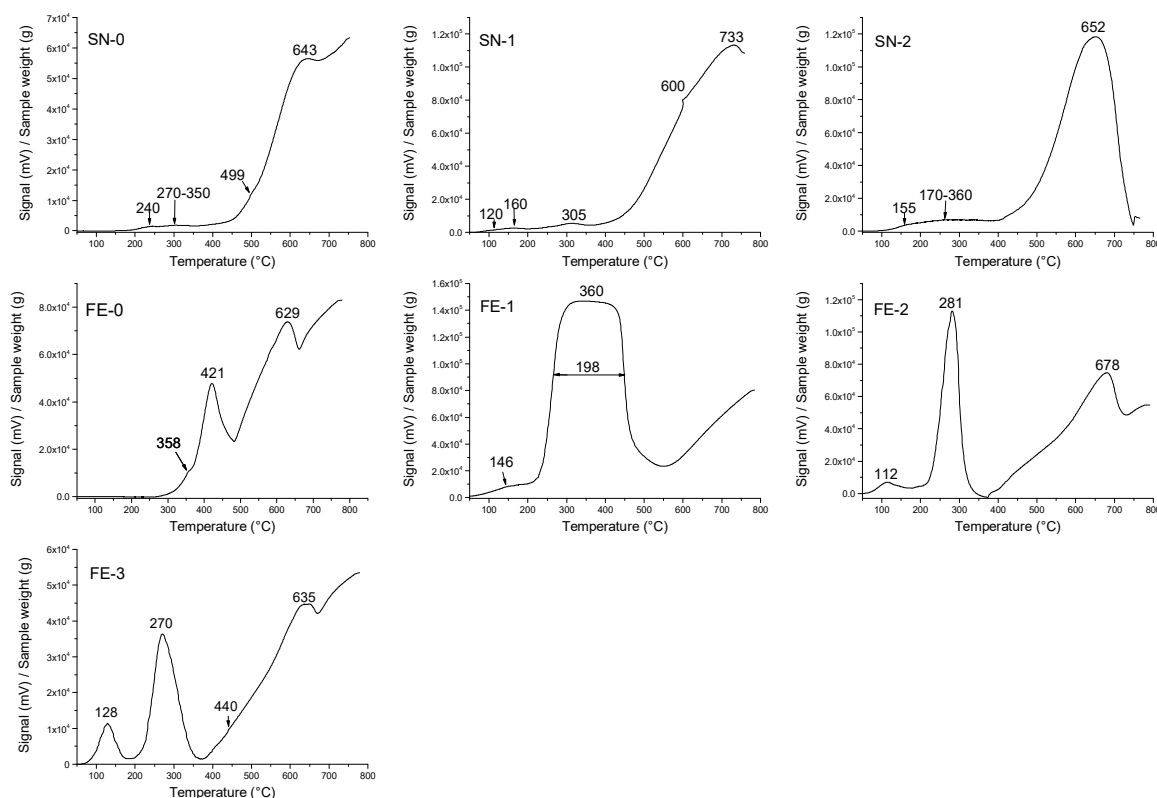 SN-0
643
499
270-350
240
7x10⁴
6x10⁴
5x10⁴
4x10⁴
3x10⁴
2x10⁴
1x10⁴
0
100 200 300 400 500 600 700 800
Temperature (°C)
Signal (mV) / Sample weight (g)
SN-1
733
600
305
160
120
1.2x10⁵
1.0x10⁵
8.0x10⁴
6.0x10⁴
4.0x10⁴
2.0x10⁴
0.0
100 200 300 400 500 600 700 800
Temperature (°C)
Signal (mV) / Sample weight (g)
SN-2
652
170-360
155
1.2x10⁵
1.0x10⁵
8.0x10⁴
6.0x10⁴
4.0x10⁴
2.0x10⁴
0.0
100 200 300 400 500 600 700 800
Temperature (°C)
Signal (mV) / Sample weight (g)
FE-0
629
421
358
8.0x10⁴
6.0x10⁴
4.0x10⁴
2.0x10⁴
0.0
100 200 300 400 500 600 700 800
Temperature (°C)
Signal (mV) / Sample weight (g)
FE-1
360
198
146
1.6x10⁵
1.4x10⁵
1.2x10⁵
1.0x10⁵
8.0x10⁴
6.0x10⁴
4.0x10⁴
2.0x10⁴
0.0
100 200 300 400 500 600 700 800
Temperature (°C)
Signal (mV) / Sample weight (g)
FE-2
281
678
112
1.2x10⁵
1.0x10⁵
8.0x10⁴
6.0x10⁴
4.0x10⁴
2.0x10⁴
0.0
100 200 300 400 500 600 700 800
Temperature (°C)
Signal (mV) / Sample weight (g)
FE-3
635
270
440
128
6x10⁴
5x10⁴
4x10⁴
3x10⁴
2x10⁴
1x10⁴
0
100 200 300 400 500 600 700 800
Temperature (°C)
Signal (mV) / Sample weight (g)